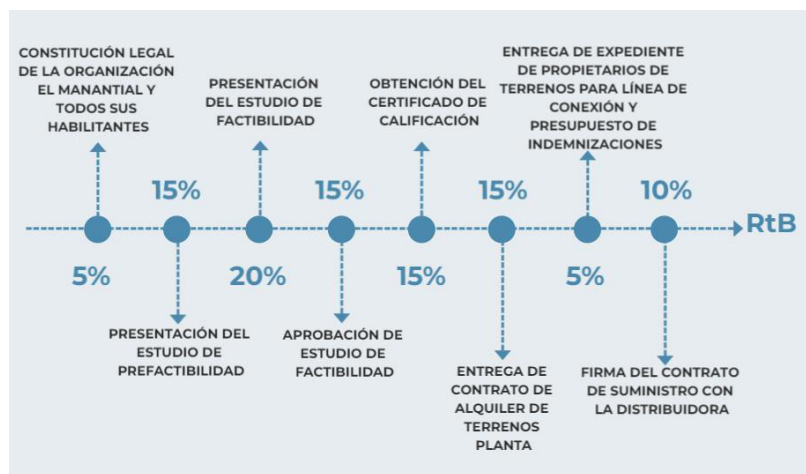 CONSTITUCIÓN LEGAL
DE LA ORGANIZACIÓN
EL MANANTIAL Y
TODOS SUS
HABILITANTES
5%
15%
PRESENTACIÓN DEL
ESTUDIO DE
PREFACTIBILIDAD
PRESENTACIÓN
DEL ESTUDIO DE
FACTIBILIDAD
20%
15%
APROBACIÓN DE
ESTUDIO DE
FACTIBILIDAD
OBTENCIÓN DEL
CERTIFICADO DE
CALIFICACIÓN
15%
15%
ENTREGA DE
CONTRATO DE
ALQUILER DE
TERRENOS
PLANTA
ENTREGA DE EXPEDIENTE
DE PROPIETARIOS DE
TERRENOS PARA LÍNEA DE
CONEXIÓN Y
PRESUPUESTO DE
INDEMNIZACIONES
5%
10%
FIRMA DEL CONTRATO
DE SUMINISTRO CON
LA DISTRIBUIDORA
RtB